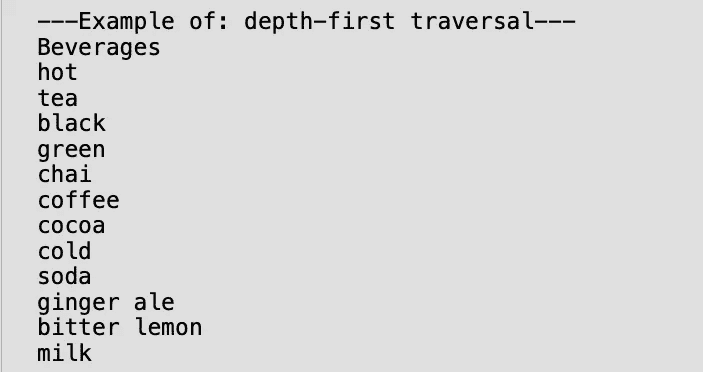 ---Example of: depth-first traversal---
Beverages
hot
tea
black
green
chai
coffee
cocoa
cold
soda
ginger ale
bitter lemon
milk